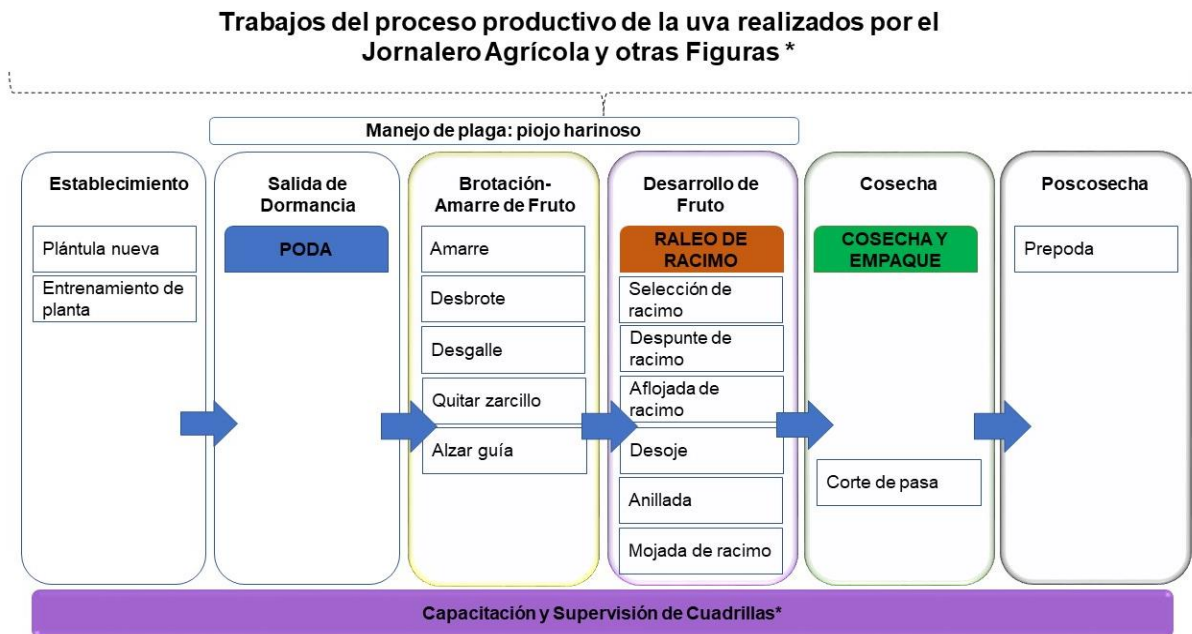 Trabajos del proceso productivo de la uva realizados por el
Jornalero Agrícola y otras Figuras *
Manejo de plaga: piojo harinoso
Establecimiento
Plántula nueva
Entrenamiento de
planta
Salida de
Dormancia
PODA
Brotación-
Amarre de Fruto
Amarre
Desbrote
Desgalle
Quitar zarcillo
Alzar guía
Desarrollo de
Fruto
RALEO DE
RACIMO
Selección de
racimo
Despunte de
racimo
Aflojada de
racimo
Desoje
Anillada
Mojada de racimo
Cosecha
COSECHA Y
EMPAQUE
Corte de pasa
Poscosecha
Prepoda
Capacitación y Supervisión de Cuadrillas*